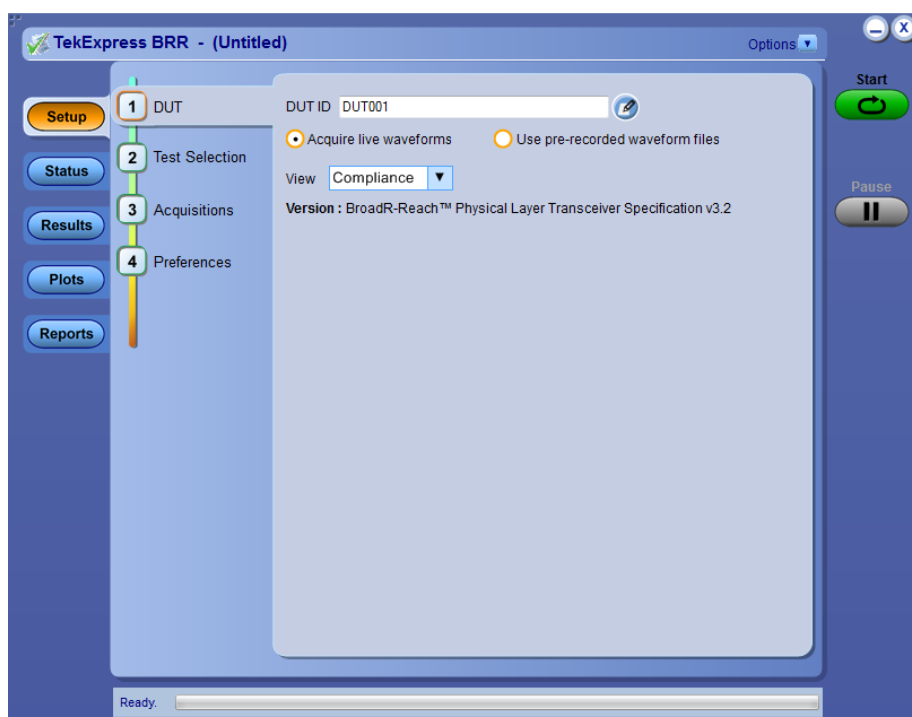 TekExpress BRR - (Untitled)
Options
X
Start
Setup
1 DUT
DUT ID DUT001
Acquire live waveforms
Use pre-recorded waveform files
2 Test Selection
Status
View Compliance
Pause
3 Acquisitions
Version : BroadR-Reach™ Physical Layer Transceiver Specification v3.2
Results
4 Preferences
Plots
Reports
Ready.